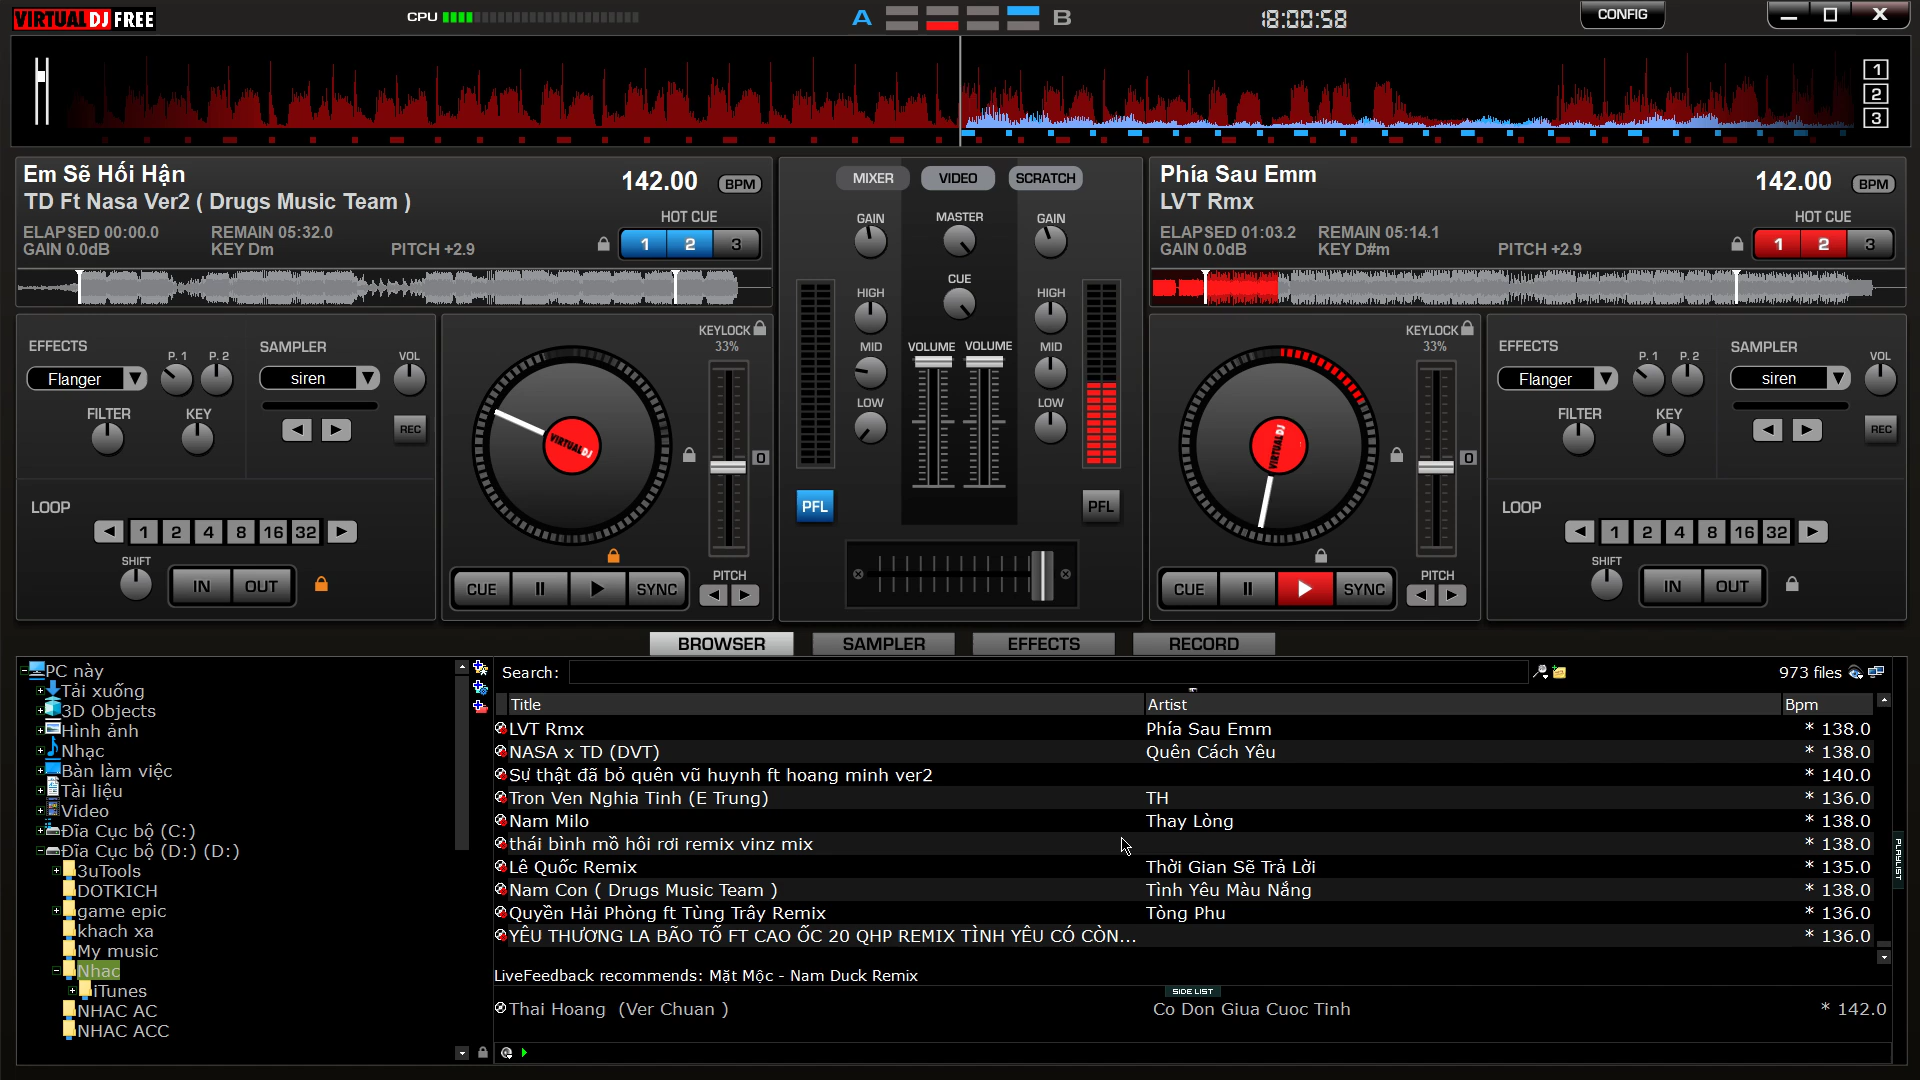 VIRTUAL DJ FREE
CPU
A B
18:00:58
CONFIG
1
2
3
Em Sẽ Hối Hận
TD Ft Nasa Ver2 ( Drugs Music Team )
142.00 BPM
HOT CUE
ELAPSED 00:00.0 REMAIN 05:32.0
GAIN 0.0dB KEY Dm PITCH +2.9
1 2 3
MIXER VIDEO SCRATCH
GAIN MASTER GAIN
CUE
HIGH HIGH
MID VOLUME VOLUME MID
LOW LOW
PFL PFL
Phía Sau Emm
LVT Rmx
142.00 BPM
HOT CUE
ELAPSED 01:03.2 REMAIN 05:14.1
GAIN 0.0dB KEY D#m PITCH +2.9
1 2 3
EFFECTS P. 1 P. 2 SAMPLER VOL
Flanger siren
FILTER KEY REC
LOOP
1 2 4 8 16 32
SHIFT
IN OUT
KEYLOCK
33%
0
VIRTUAL DJ
CUE SYNC PITCH
KEYLOCK
33%
0
VIRTUAL DJ
CUE SYNC PITCH
EFFECTS P. 1 P. 2 SAMPLER VOL
Flanger siren
FILTER KEY REC
LOOP
1 2 4 8 16 32
SHIFT
IN OUT
BROWSER SAMPLER EFFECTS RECORD
PC này
Tải xuống
3D Objects
Hình ảnh
Nhạc
Bàn làm việc
Tài liệu
Video
Đĩa Cục bộ (C:)
Đĩa Cục bộ (D:) (D:)
3uTools
DOTKICH
game epic
khach xa
My music
Nhac
iTunes
NHAC AC
NHAC ACC
Search: 973 files
Title Artist Bpm
LVT Rmx Phía Sau Emm * 138.0
NASA x TD (DVT) Quên Cách Yêu * 138.0
Sự thật đã bỏ quên vũ huynh ft hoang minh ver2 * 140.0
Tron Ven Nghia Tinh (E Trung) TH * 136.0
Nam Milo Thay Lòng * 138.0
thái bình mồ hôi rơi remix vinz mix * 138.0
Lê Quốc Remix Thời Gian Sẽ Trả Lời * 135.0
Nam Con ( Drugs Music Team ) Tình Yêu Màu Nắng * 138.0
Quyền Hải Phòng ft Tùng Trây Remix Tòng Phu * 136.0
YÊU THƯƠNG LA BÃO TỐ FT CAO ỐC 20 QHP REMIX TÌNH YÊU CÓ CÒN... * 136.0
PLAYLIST
LiveFeedback recommends: Mặt Mộc - Nam Duck Remix
SIDE LIST
Thai Hoang (Ver Chuan ) Co Don Giua Cuoc Tinh * 142.0